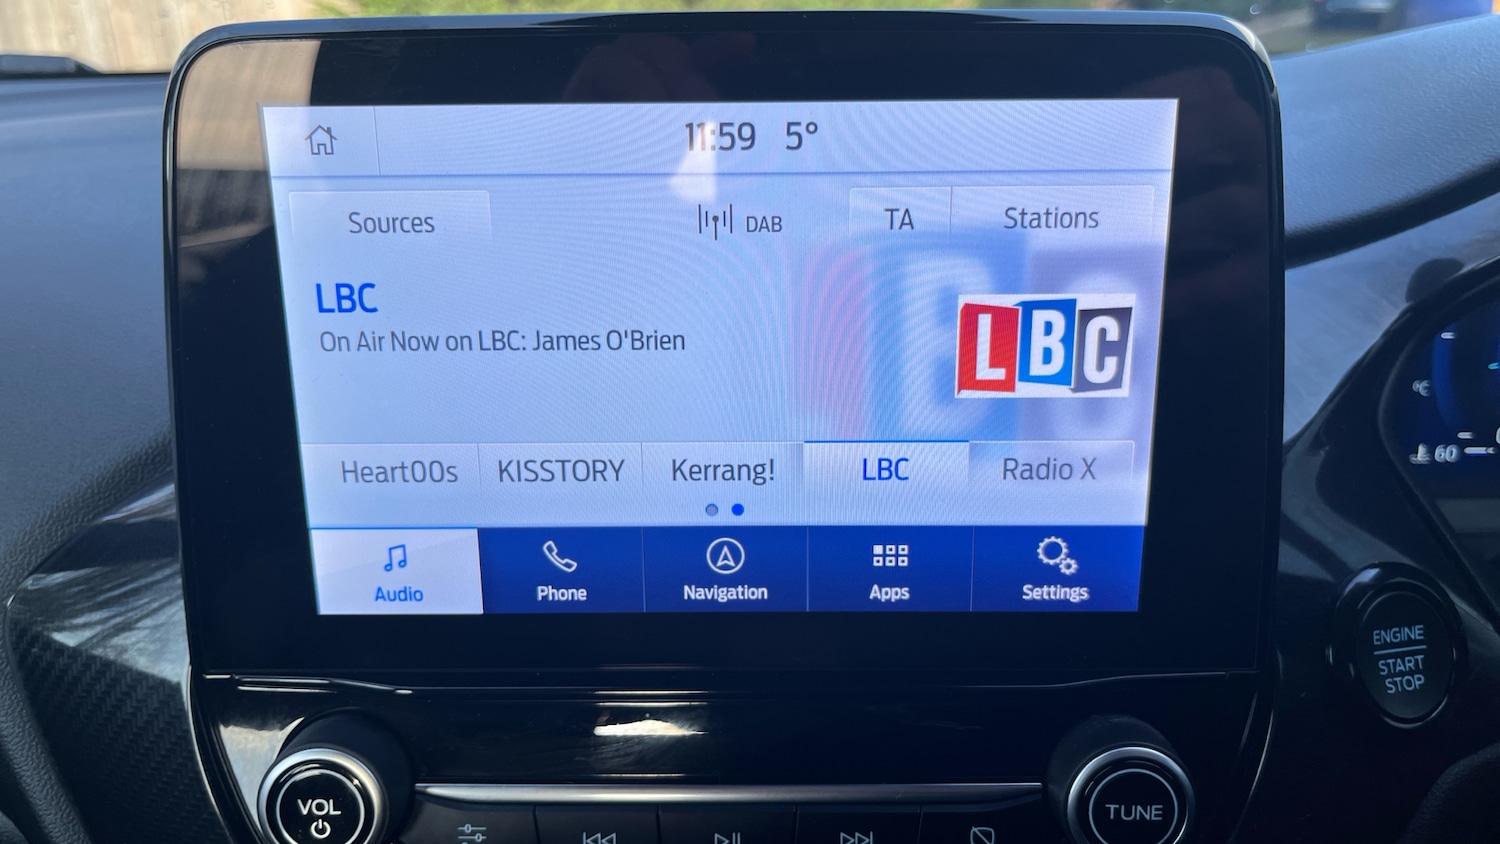 11:59 5°
Sources
DAB
TA
Stations
LBC
On Air Now on LBC: James O'Brien
LBC
Heart00s
KISSTORY
Kerrang!
LBC
Radio X
Audio
Phone
Navigation
Apps
Settings
60
ENGINE
START
STOP
VOL
TUNE